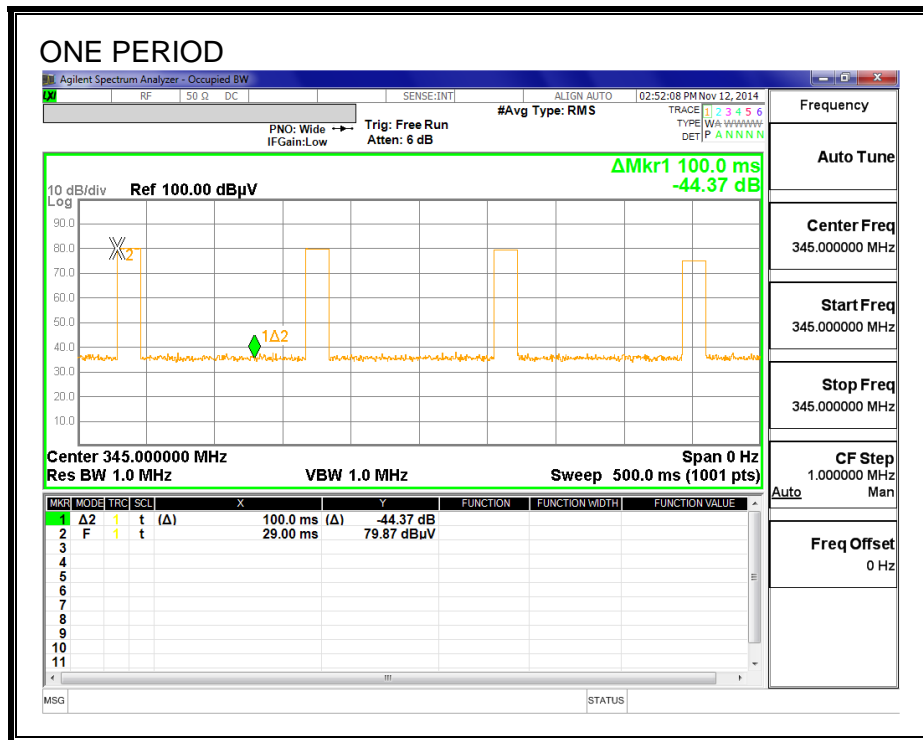 ONE PERIOD
Agilent Spectrum Analyzer - Occupied BW
LXI RF 50 Ω DC SENSE:INT ALIGN AUTO 02:52:08 PM Nov 12, 2014
PNO: Wide
IFGain:Low
Trig: Free Run
Atten: 6 dB
#Avg Type: RMS
TRACE 1 2 3 4 5 6
TYPE WA WWWW
DET P A N N N N
ΔMkr1 100.0 ms
-44.37 dB
10 dB/div Ref 100.00 dBµV
Log
90.0
80.0
70.0
60.0
50.0
40.0
30.0
20.0
10.0
2
1Δ2
Center 345.000000 MHz Span 0 Hz
Res BW 1.0 MHz VBW 1.0 MHz Sweep 500.0 ms (1001 pts)
MKR MODE TRC SCL X Y FUNCTION FUNCTION WIDTH FUNCTION VALUE
1 Δ2 1 t (Δ) 100.0 ms (Δ) -44.37 dB
2 F 1 t 29.00 ms 79.87 dBµV
3
4
5
6
7
8
9
10
11
MSG STATUS
Frequency
Auto Tune
Center Freq
345.000000 MHz
Start Freq
345.000000 MHz
Stop Freq
345.000000 MHz
CF Step
1.000000 MHz
Auto Man
Freq Offset
0 Hz